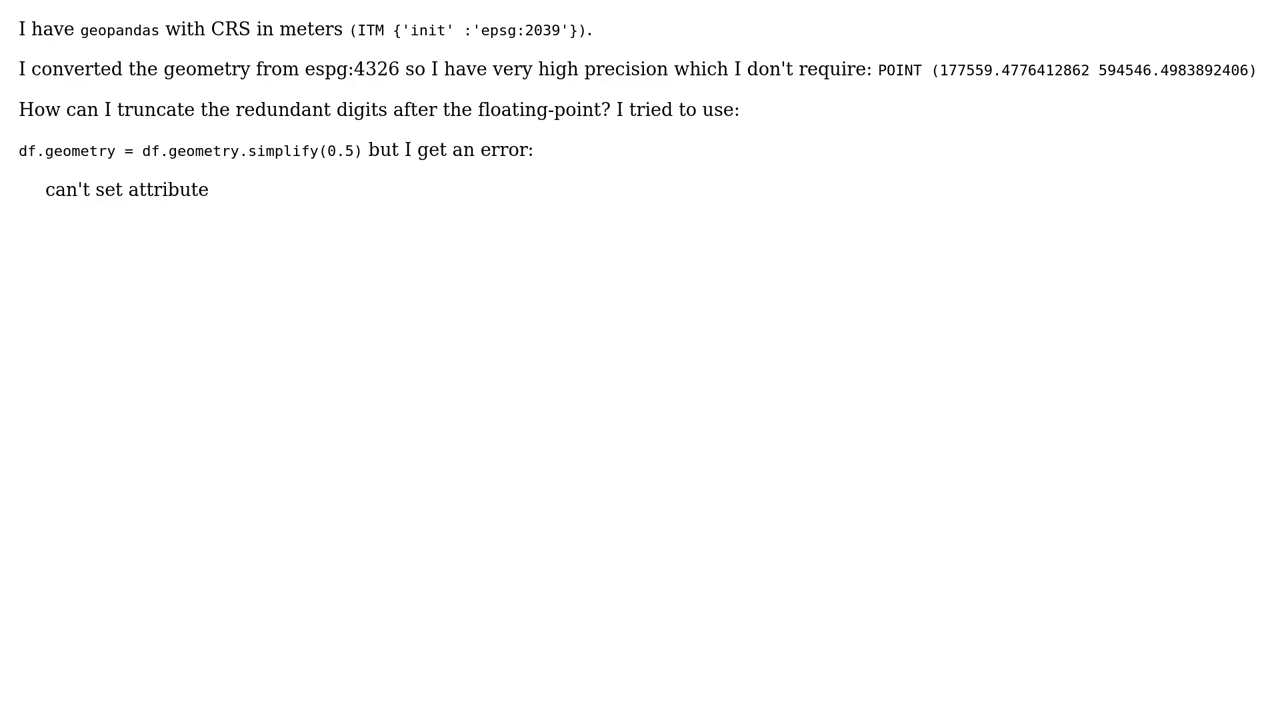 I have geopandas with CRS in meters (ITM {'init' :'epsg:2039'}).
I converted the geometry from espg:4326 so I have very high precision which I don't require: POINT (177559.4776412862 594546.4983892406)
How can I truncate the redundant digits after the floating-point? I tried to use:
df.geometry = df.geometry.simplify(0.5) but I get an error:
can't set attribute